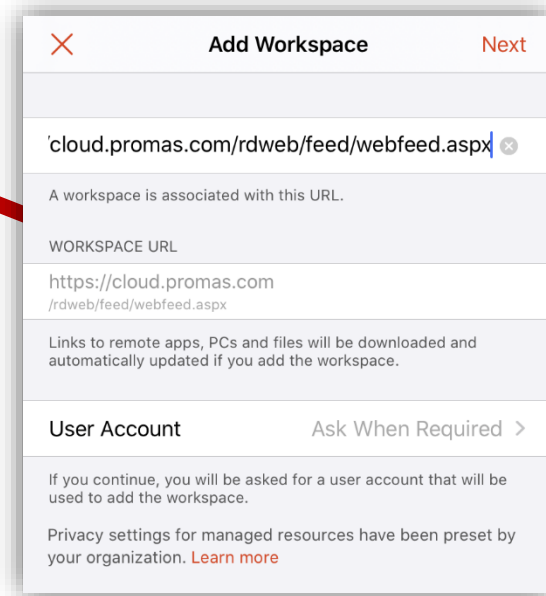 Add Workspace
Next
/cloud.promas.com/rdweb/feed/webfeed.aspx
A workspace is associated with this URL.
WORKSPACE URL
https://cloud.promas.com
/rdweb/feed/webfeed.aspx
Links to remote apps, PCs and files will be downloaded and
automatically updated if you add the workspace.
User Account
Ask When Required
If you continue, you will be asked for a user account that will be
used to add the workspace.
Privacy settings for managed resources have been preset by
your organization. Learn more